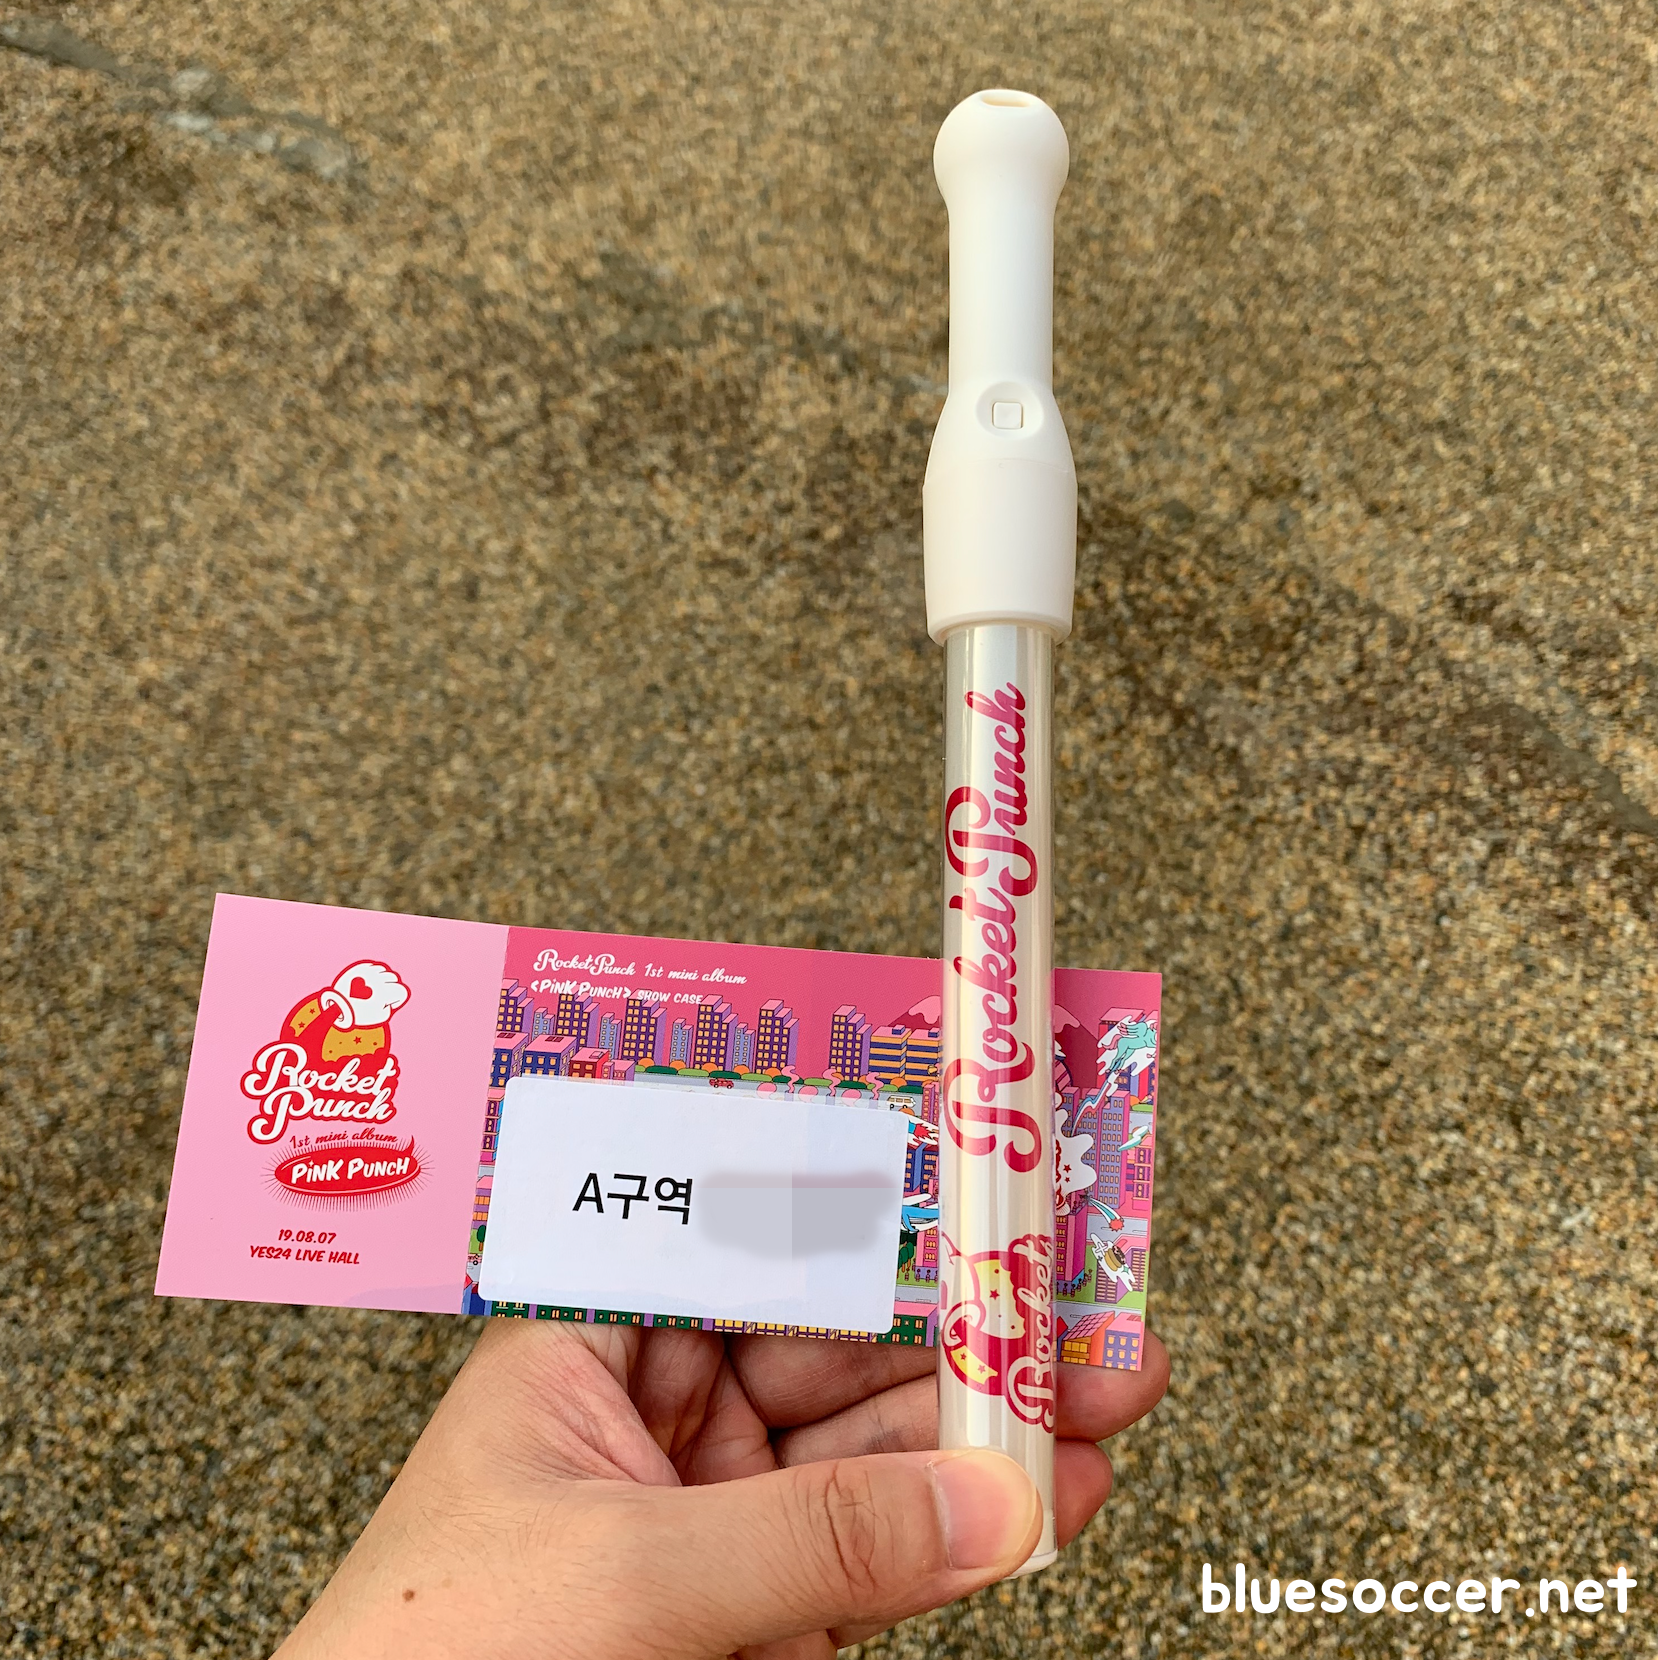 Rocket Punch
Rocket
Punch
1st mini album
PINK PUNCH
19.08.07
YES24 LIVE HALL
Rocket Punch 1st mini album
<PINK PUNCH> SHOW CASE
A구역
Rocket
bluesoccer.net